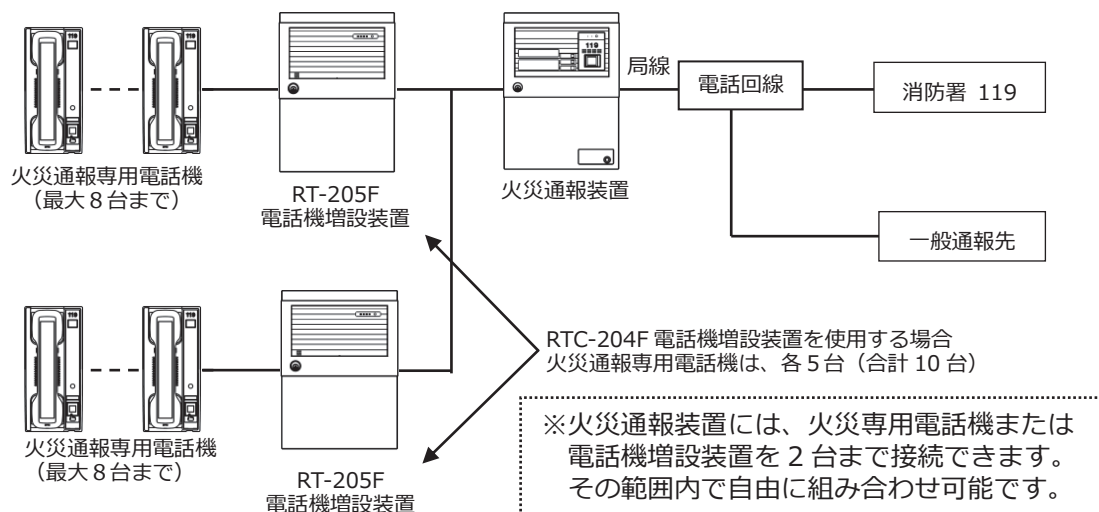 119
119
119
局線
電話回線
消防署 119
火災通報専用電話機
（最大８台まで）
RT-205F
電話機増設装置
火災通報装置
一般通報先
119
119
RTC-204F 電話機増設装置を使用する場合
火災通報専用電話機は、各５台（合計 10 台）
火災通報専用電話機
（最大８台まで）
RT-205F
電話機増設装置
※火災通報装置には、火災専用電話機または
電話機増設装置を 2 台まで接続できます。
その範囲内で自由に組み合わせ可能です。